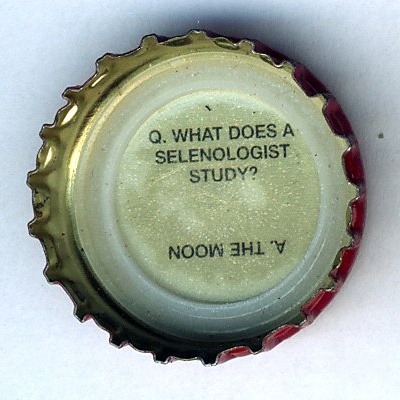 Q. WHAT DOES A
SELENOLOGIST
STUDY?
A. THE MOON